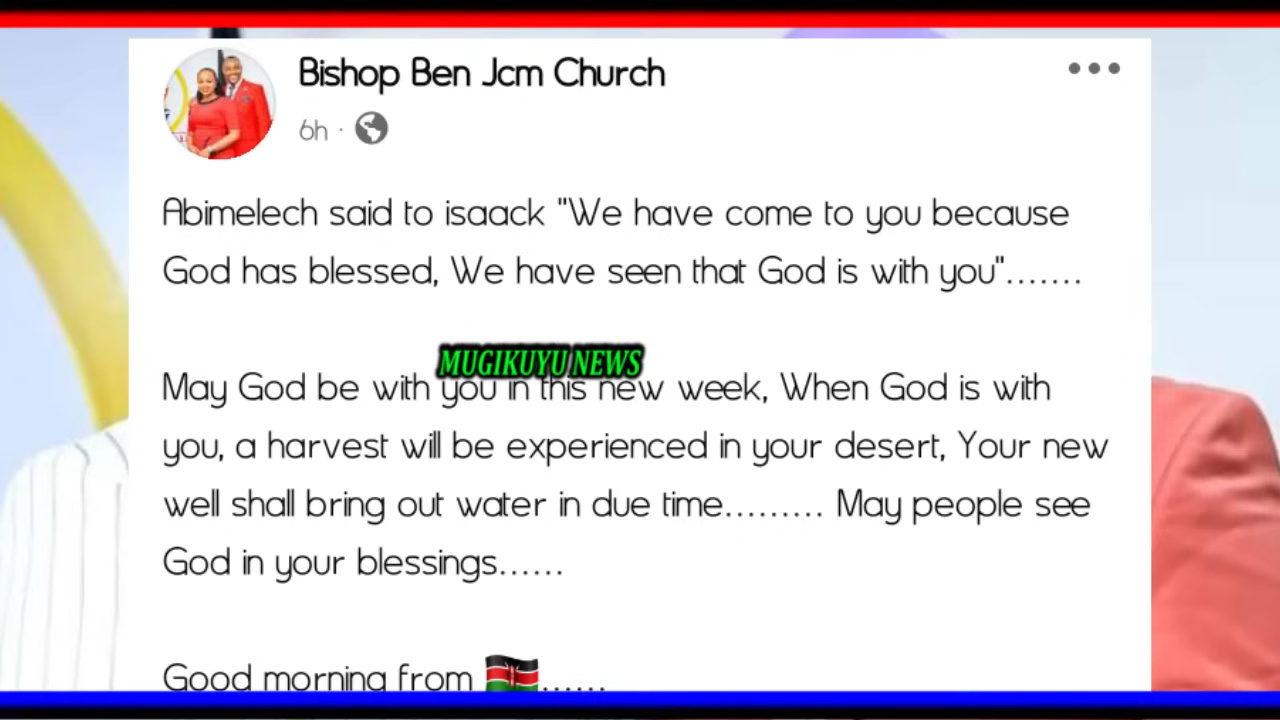 Bishop Ben Jcm Church
6h ·
Abimelech said to isaack "We have come to you because
God has blessed, We have seen that God is with you".......
MUGIKUYU NEWS
May God be with you in this new week, When God is with
you, a harvest will be experienced in your desert, Your new
well shall bring out water in due time......... May people see
God in your blessings......
Good morning from 🇰🇪......